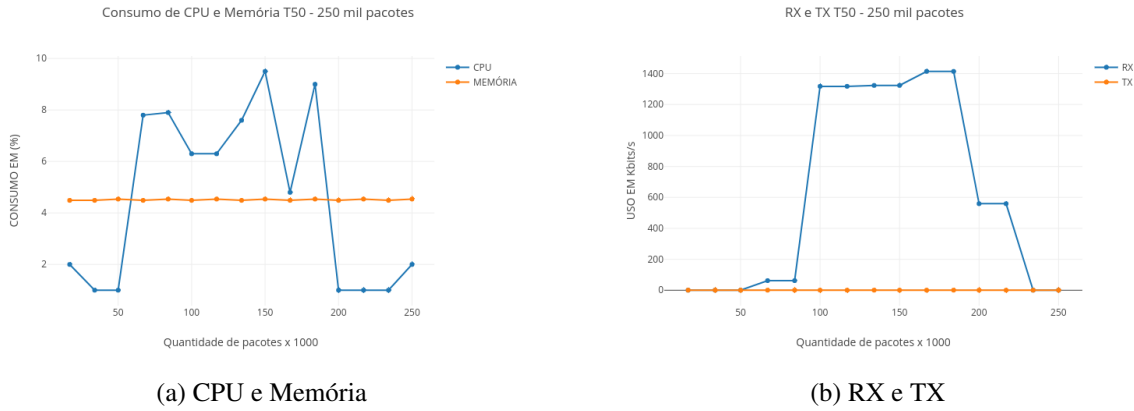 Consumo de CPU e Memória T50 - 250 mil pacotes
CPU
MEMÓRIA
CONSUMO EM (%)
10
8
6
4
2
50
100
150
200
250
Quantidade de pacotes x 1000
(a) CPU e Memória
RX e TX T50 - 250 mil pacotes
RX
TX
USO EM Kbits/s
1400
1200
1000
800
600
400
200
0
50
100
150
200
250
Quantidade de pacotes x 1000
(b) RX e TX